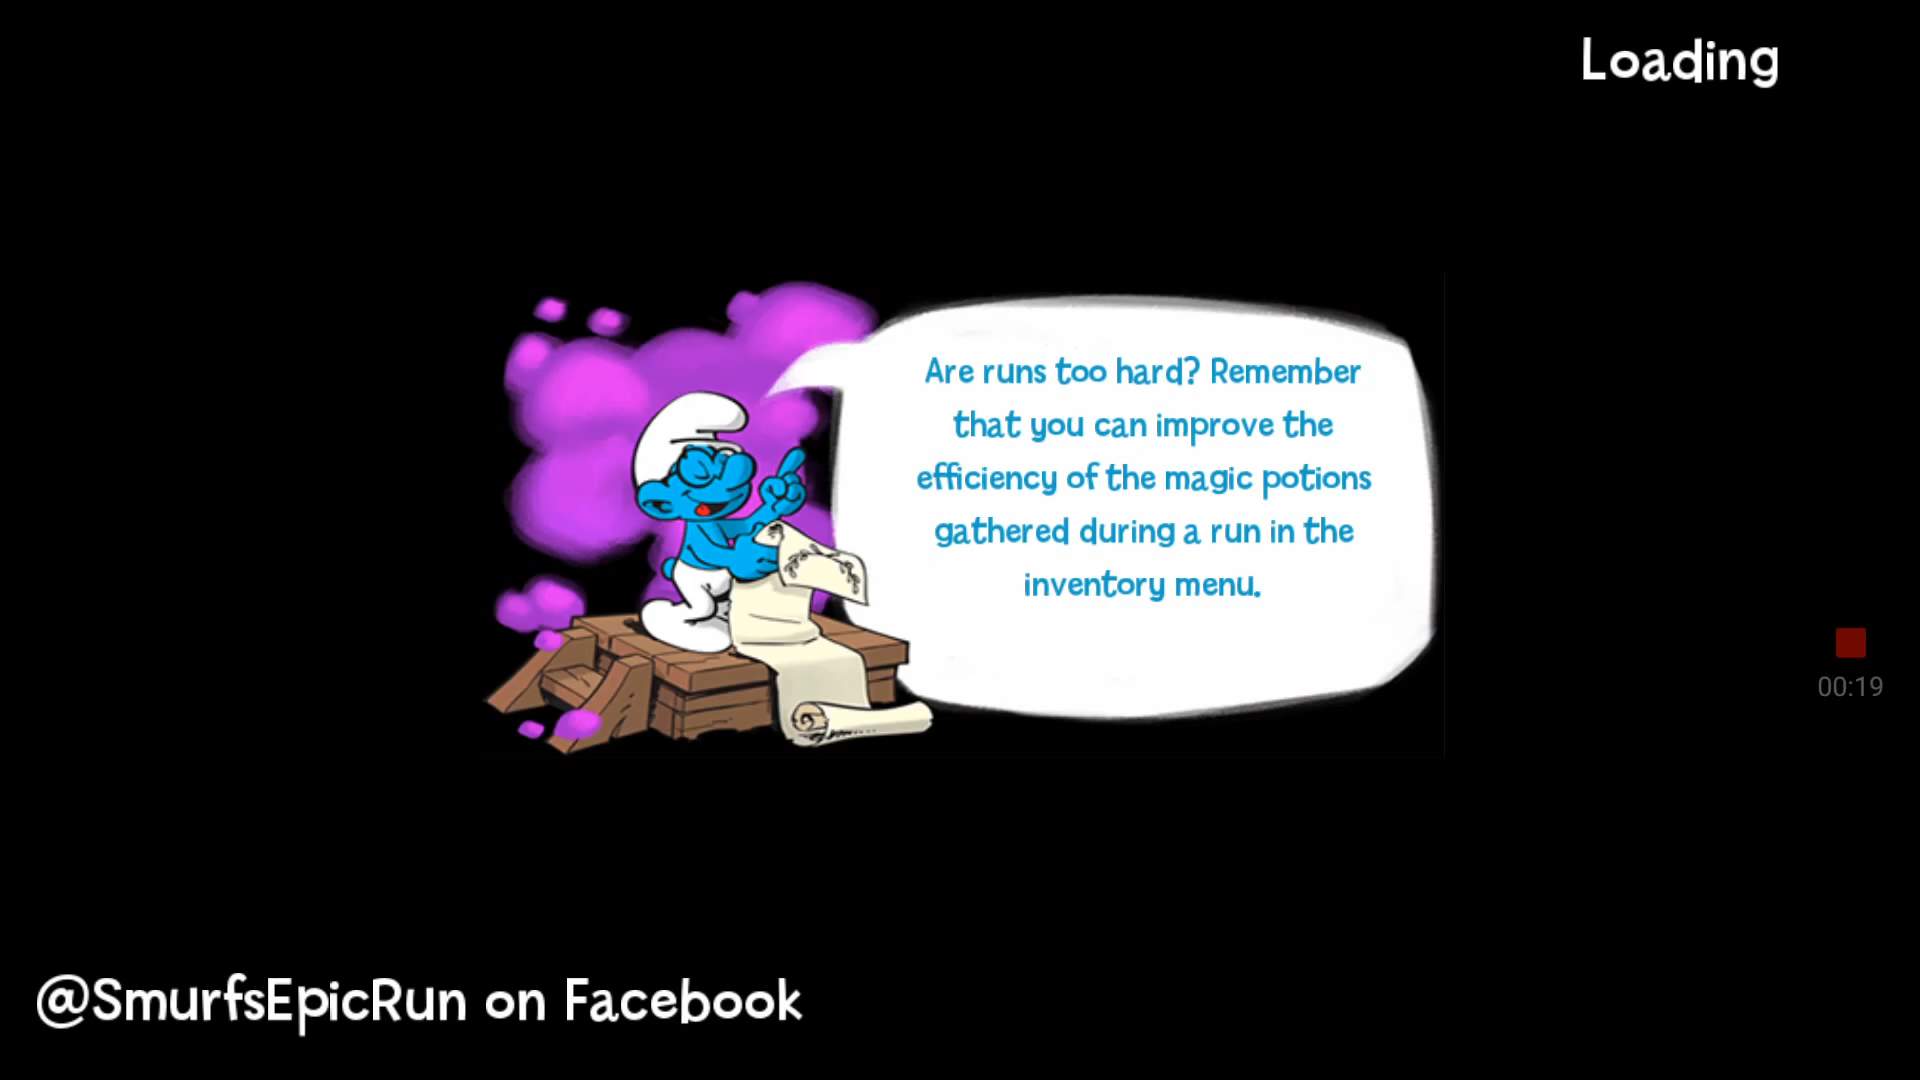 Loading
Are runs too hard? Remember
that you can improve the
efficiency of the magic potions
gathered during a run in the
inventory menu.
00:19
@SmurfsEpicRun on Facebook